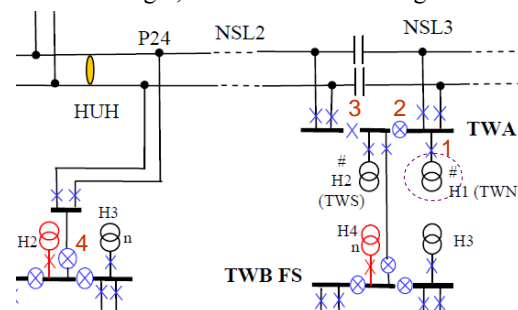 P24
NSL2
NSL3
HUH
3
2
TWA
1
#
H2
(TWS)
#
H1 (TWN
H3
H2
n
4
H4
n
H3
TWB FS